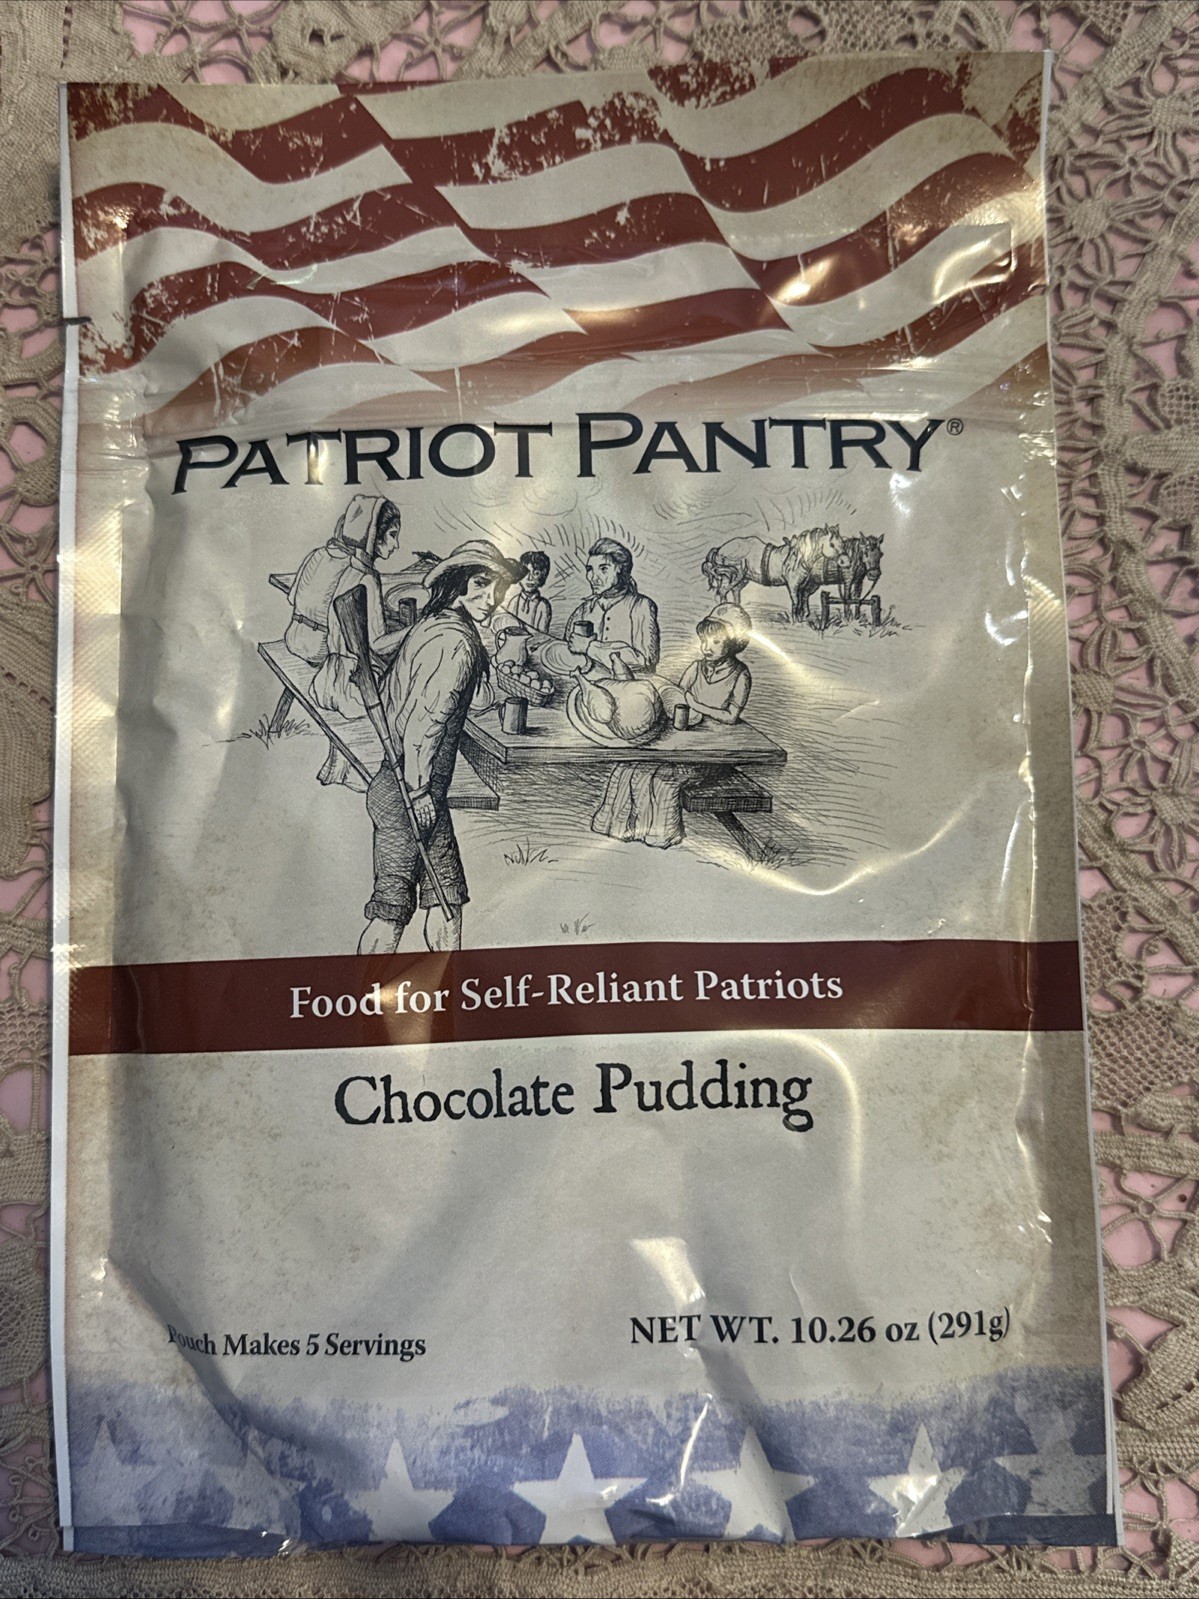 PATRIOT PANTRY®
Food for Self-Reliant Patriots
Chocolate Pudding
Pouch Makes 5 Servings
NET WT. 10.26 oz (291g)